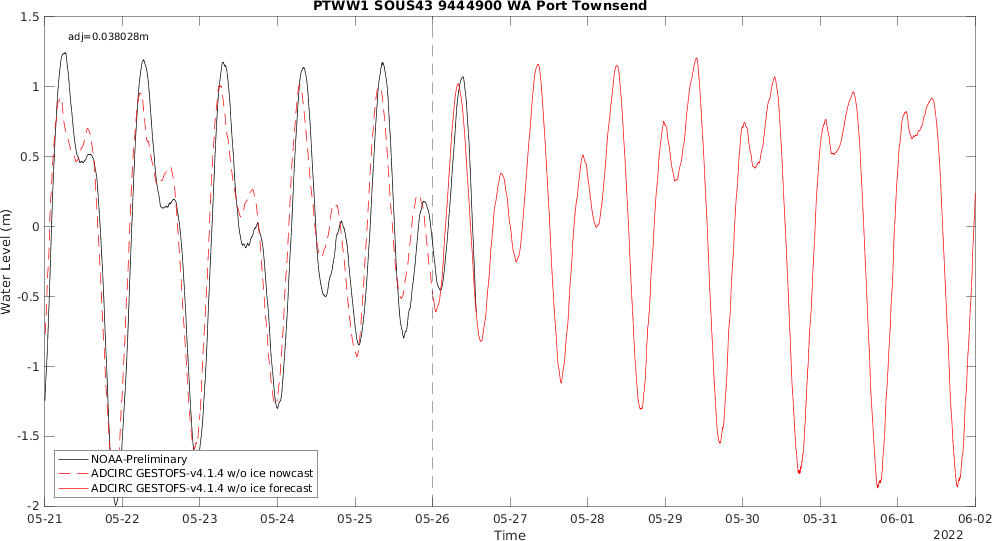 PTWW1 SOUS43 9444900 WA Port Townsend
adj=0.038028m
1.5
1
0.5
0
-0.5
-1
-1.5
-2
Water Level (m)
NOAA-Preliminary
ADCIRC GESTOFS-v4.1.4 w/o ice nowcast
ADCIRC GESTOFS-v4.1.4 w/o ice forecast
05-21 05-22 05-23 05-24 05-25 05-26 05-27 05-28 05-29 05-30 05-31 06-01 06-02
Time
2022